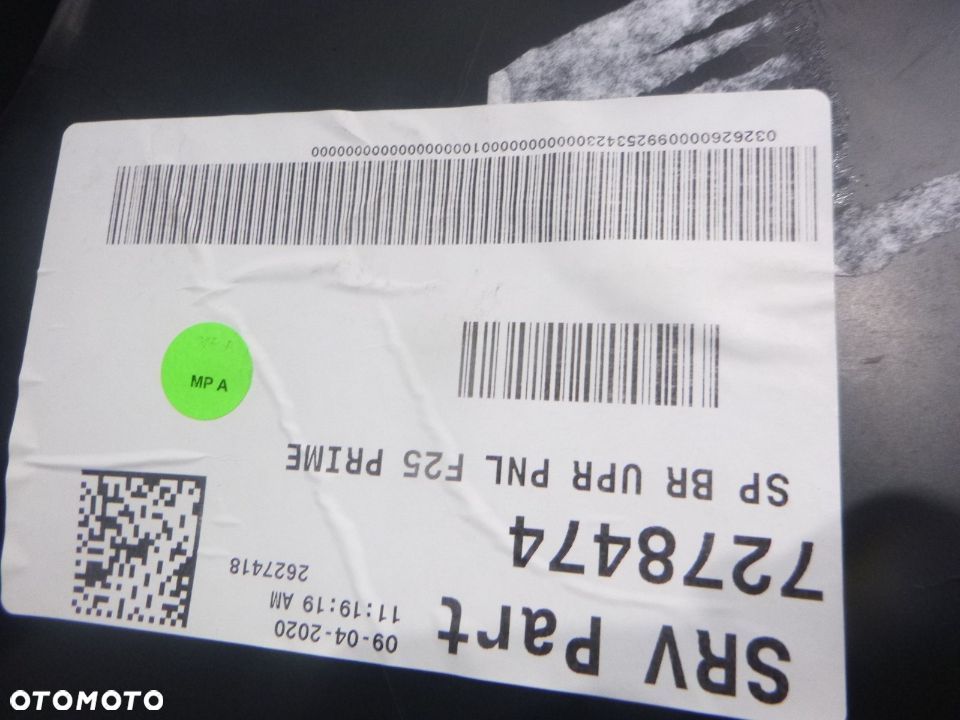 SRV Part
09-04-2020
11:19:19 AM
7278474
2627418
SP BR UPR PNL F25 PRIME
MP A
OTOMOTO